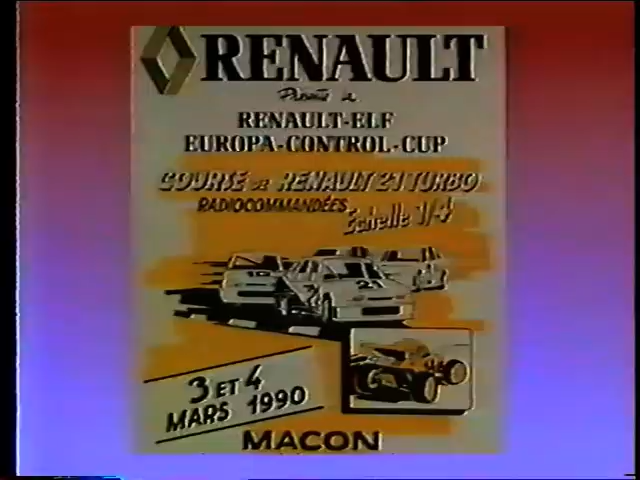 RENAULT
RENAULT-ELF
EUROPA-CONTROL-CUP
COURSE DE RENAULT 21 TURBO
RADIOCOMMANDÉES
Echelle 1/4
21
3 ET 4
MARS 1990
MACON